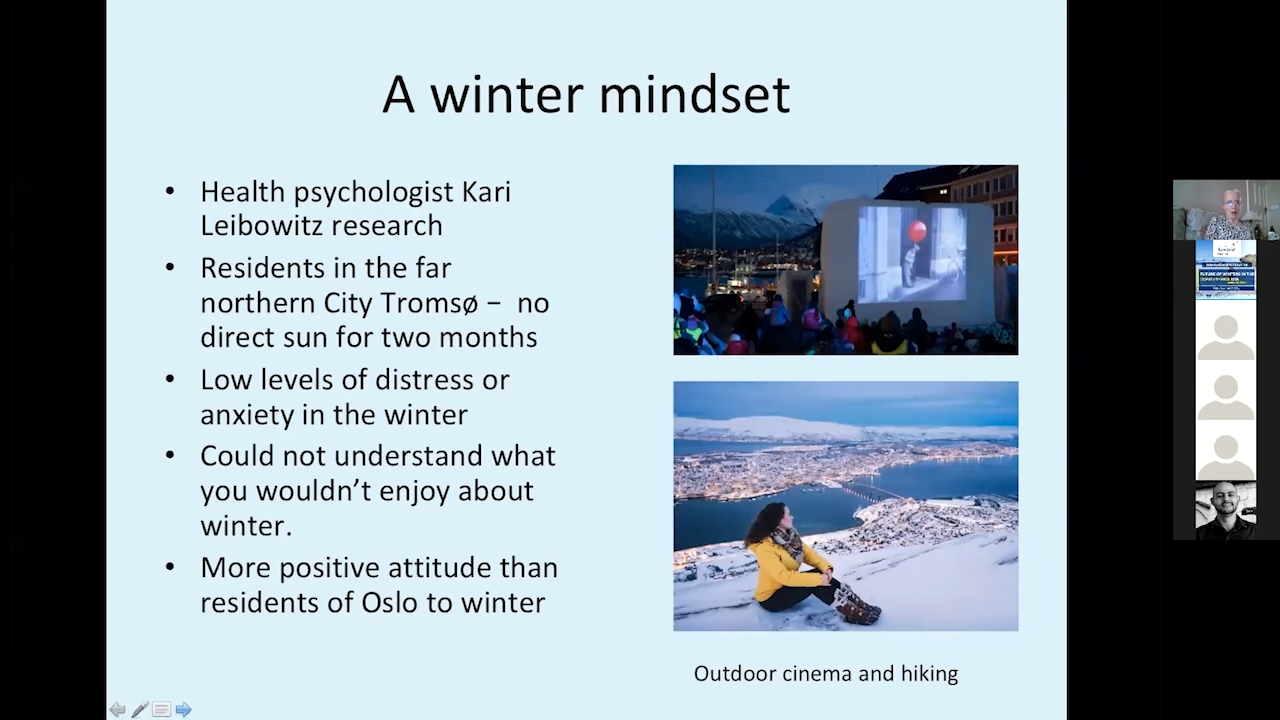 A winter mindset
• Health psychologist Kari
Leibowitz research
• Residents in the far
northern City Tromsø – no
direct sun for two months
• Low levels of distress or
anxiety in the winter
• Could not understand what
you wouldn’t enjoy about
winter.
• More positive attitude than
residents of Oslo to winter
Outdoor cinema and hiking